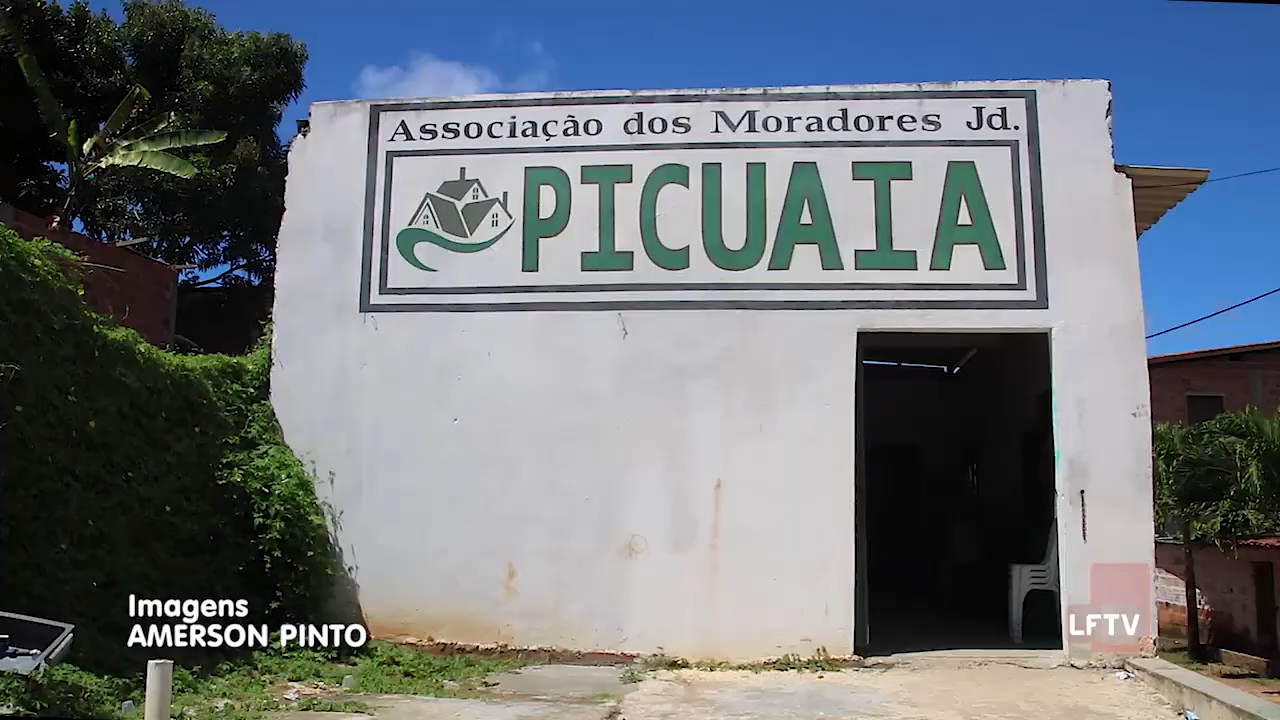 Associação dos Moradores Jd.
PICUAIA
Imagens
AMERSON PINTO
LFTV